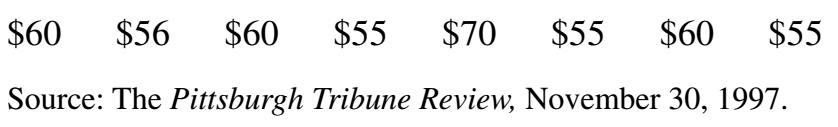 $60 $56 $60 $55 $70 $55 $60 $55
Source: The Pittsburgh Tribune Review, November 30, 1997.